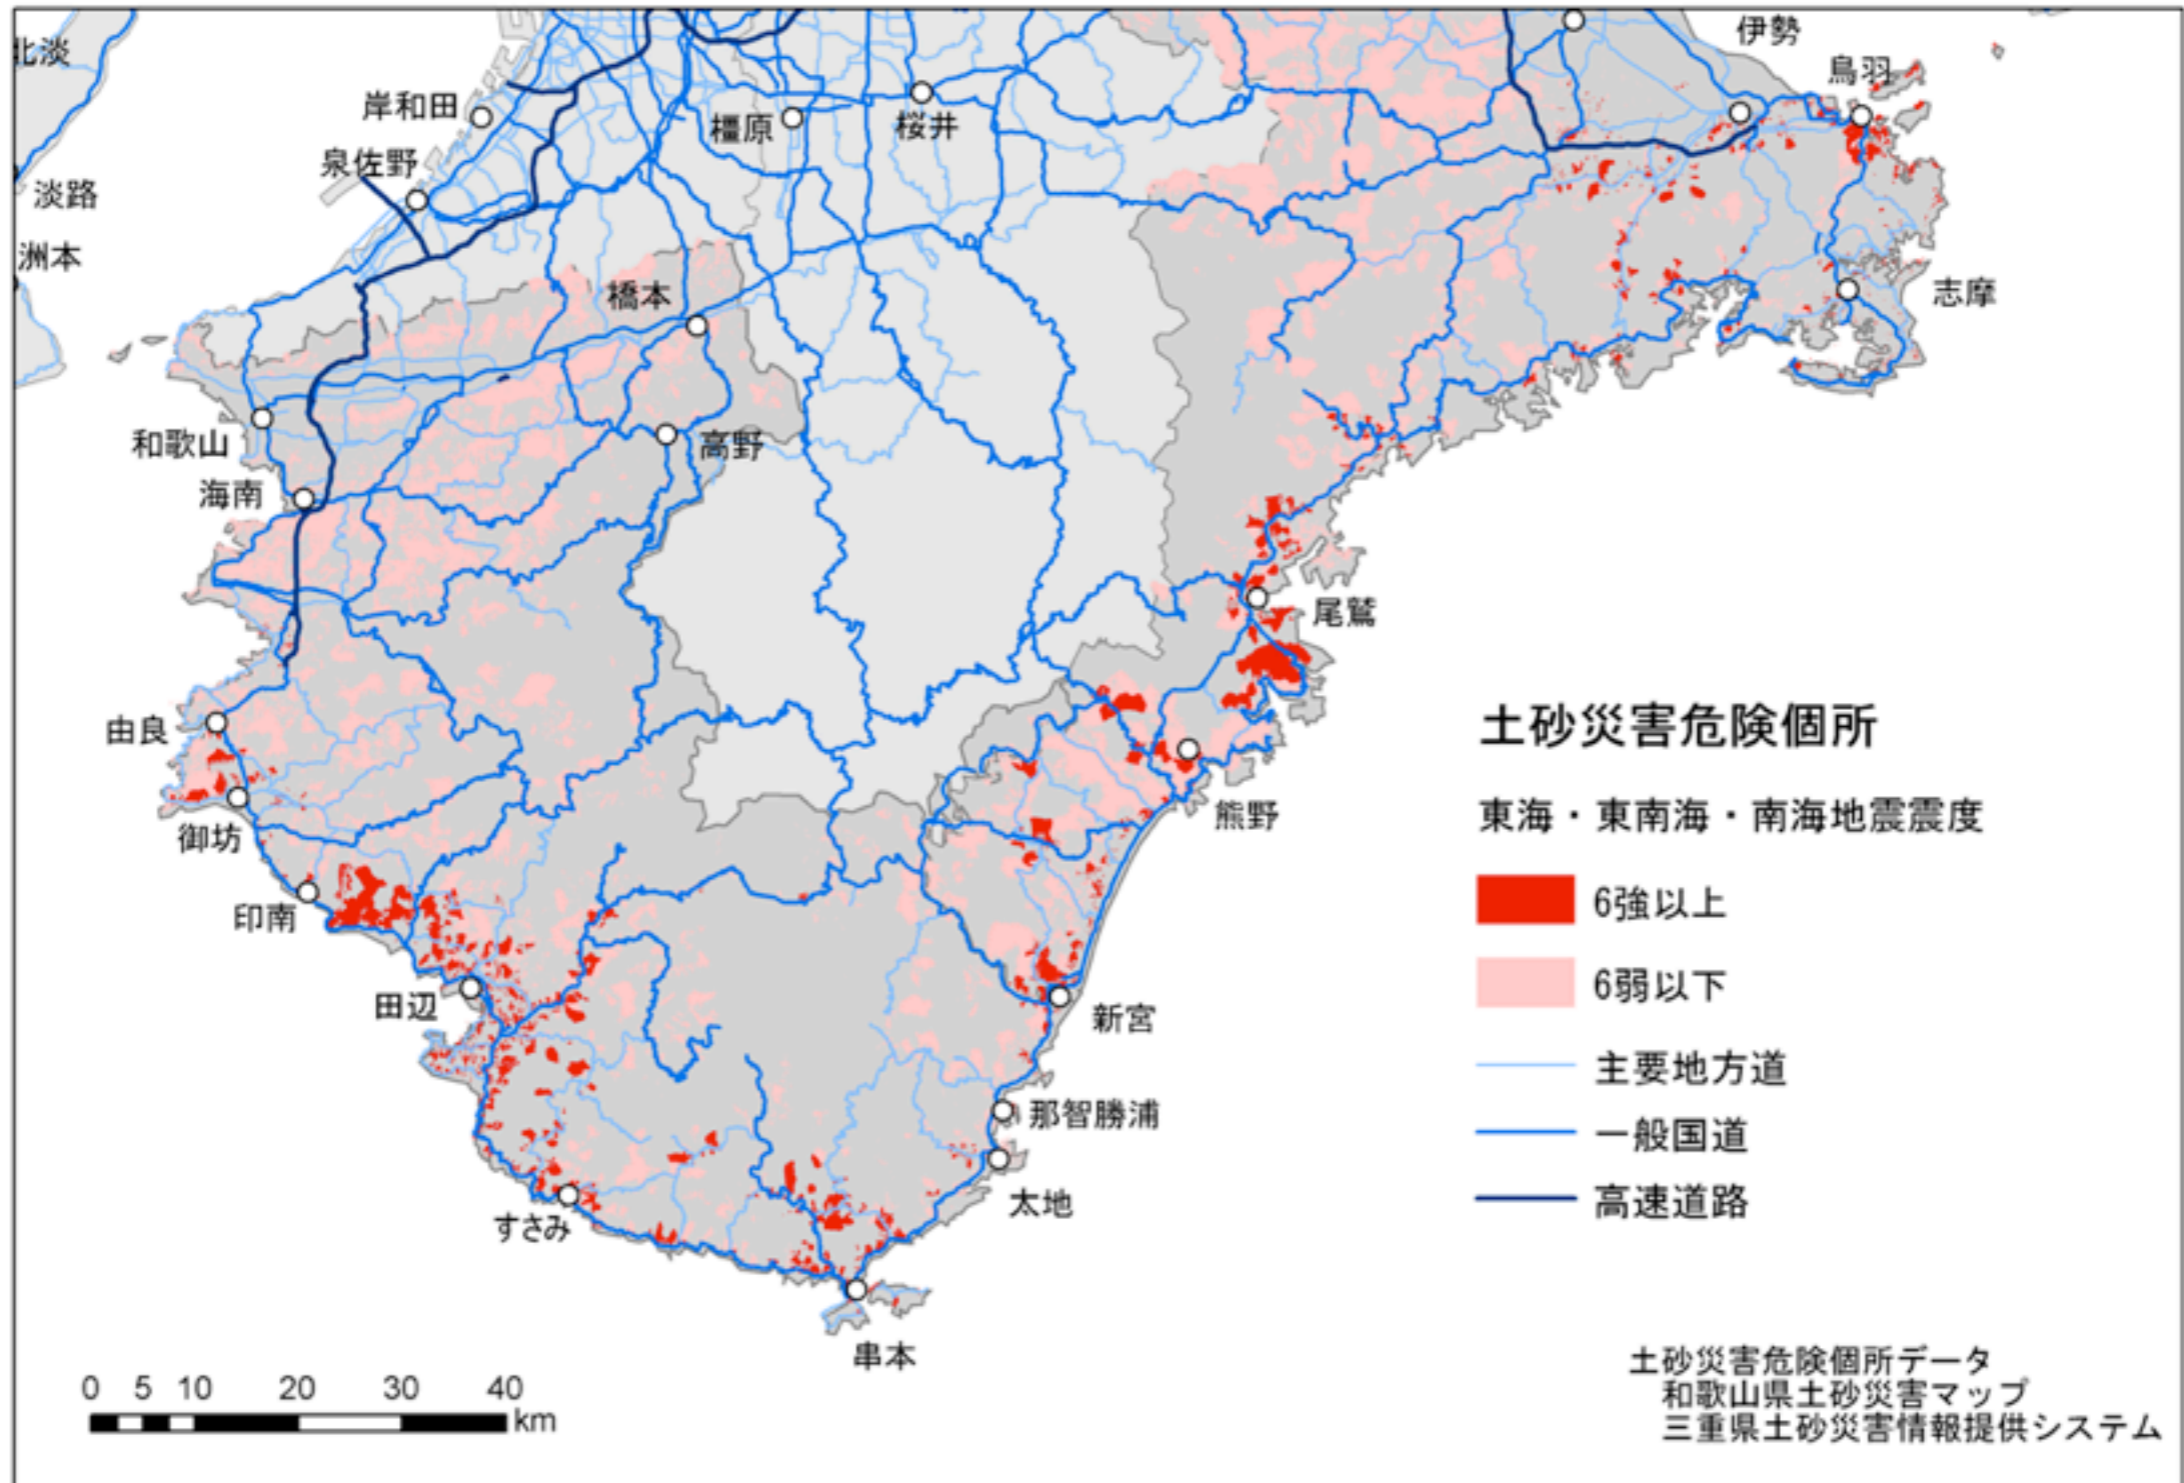 北淡
伊勢
鳥羽
岸和田
橿原
桜井
泉佐野
淡路
洲本
橋本
志摩
和歌山
高野
海南
尾鷲
由良
熊野
御坊
印南
田辺
新宮
那智勝浦
太地
すさみ
串本
土砂災害危険個所
東海・東南海・南海地震震度
6強以上
6弱以下
主要地方道
一般国道
高速道路
0 5 10 20 30 40
km
土砂災害危険個所データ
和歌山県土砂災害マップ
三重県土砂災害情報提供システム